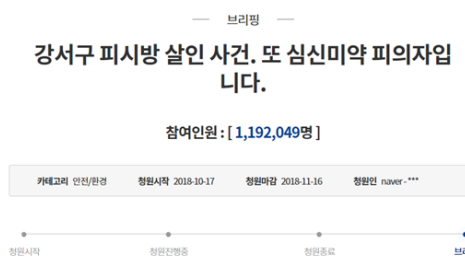 브리핑
강서구 피시방 살인 사건. 또 심신미약 피의자입
니다.
참여인원 : [ 1,192,049명 ]
카테고리 안전/환경 청원시작 2018-10-17 청원마감 2018-11-16 청원인 naver - ***
청원시작 청원진행중 청원종료